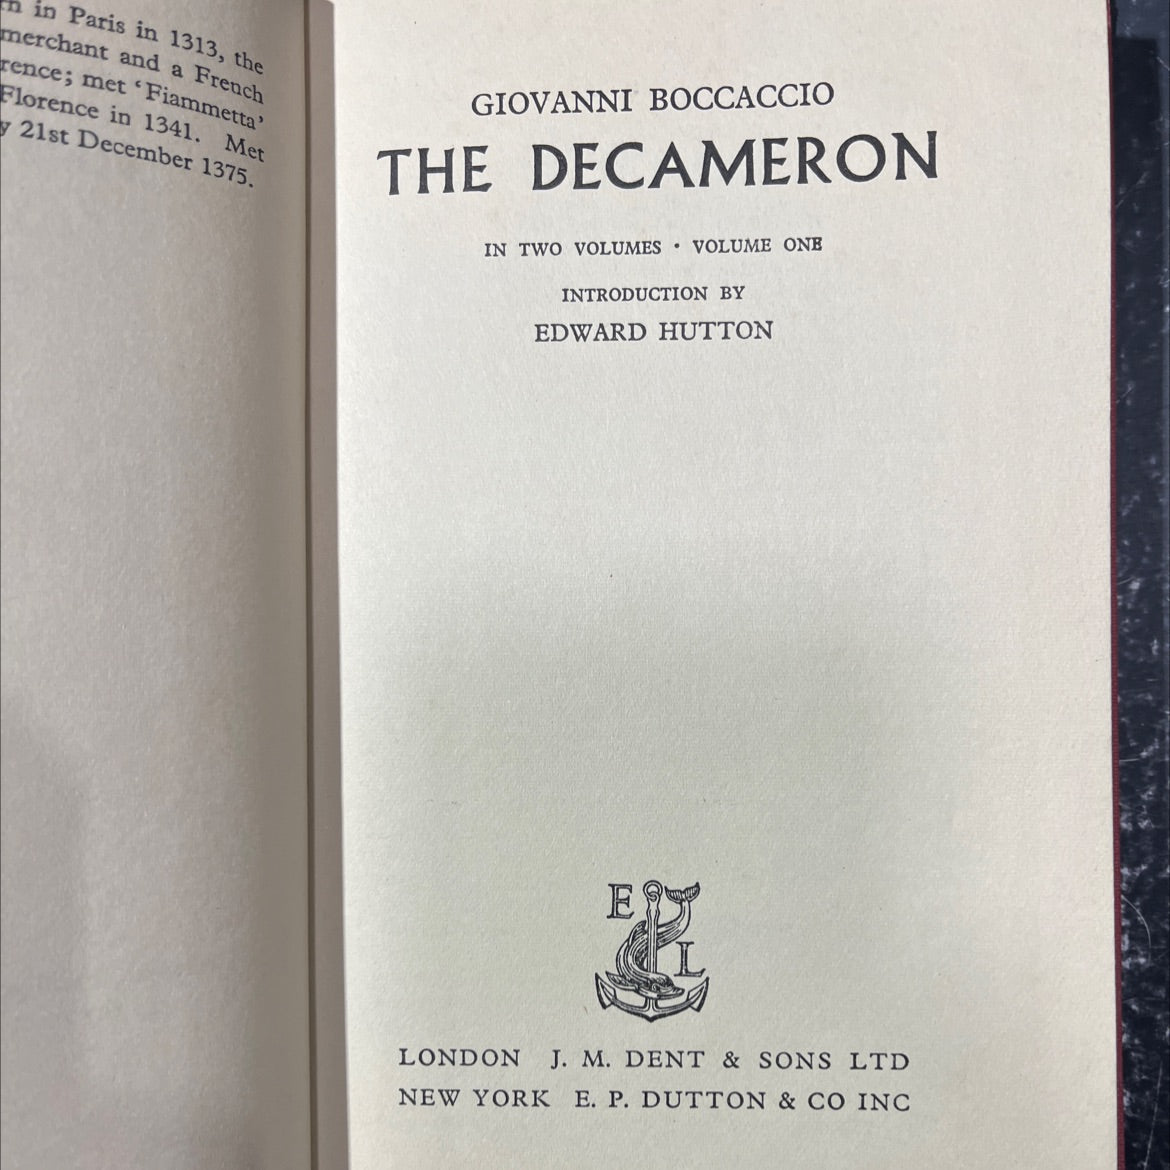 in Paris in 1313, the
merchant and a French
met ‘Fiammetta’
Florence in 1341. Met
21st December 1375.
GIOVANNI BOCCACCIO
THE DECAMERON
IN TWO VOLUMES · VOLUME ONE
INTRODUCTION BY
EDWARD HUTTON
E
L
LONDON J. M. DENT & SONS LTD
NEW YORK E. P. DUTTON & CO INC